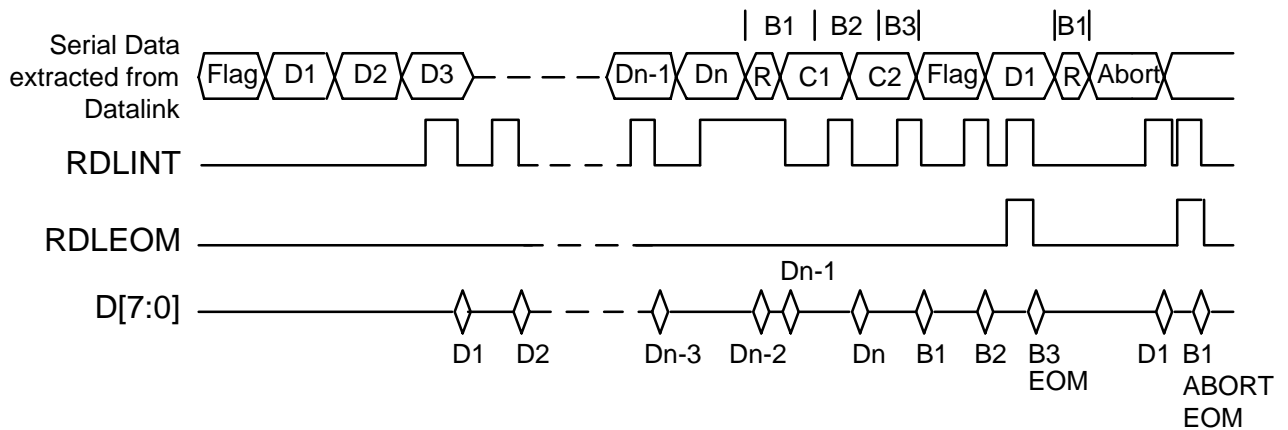 B1 B2 B3 B1
Serial Data
extracted from
Datalink
Flag D1 D2 D3 Dn-1 Dn R C1 C2 Flag D1 R Abort
RDLINT
RDLEOM
Dn-1
D[7:0]
D1 D2 Dn-3 Dn-2 Dn B1 B2 B3 D1 B1
EOM ABORT
EOM